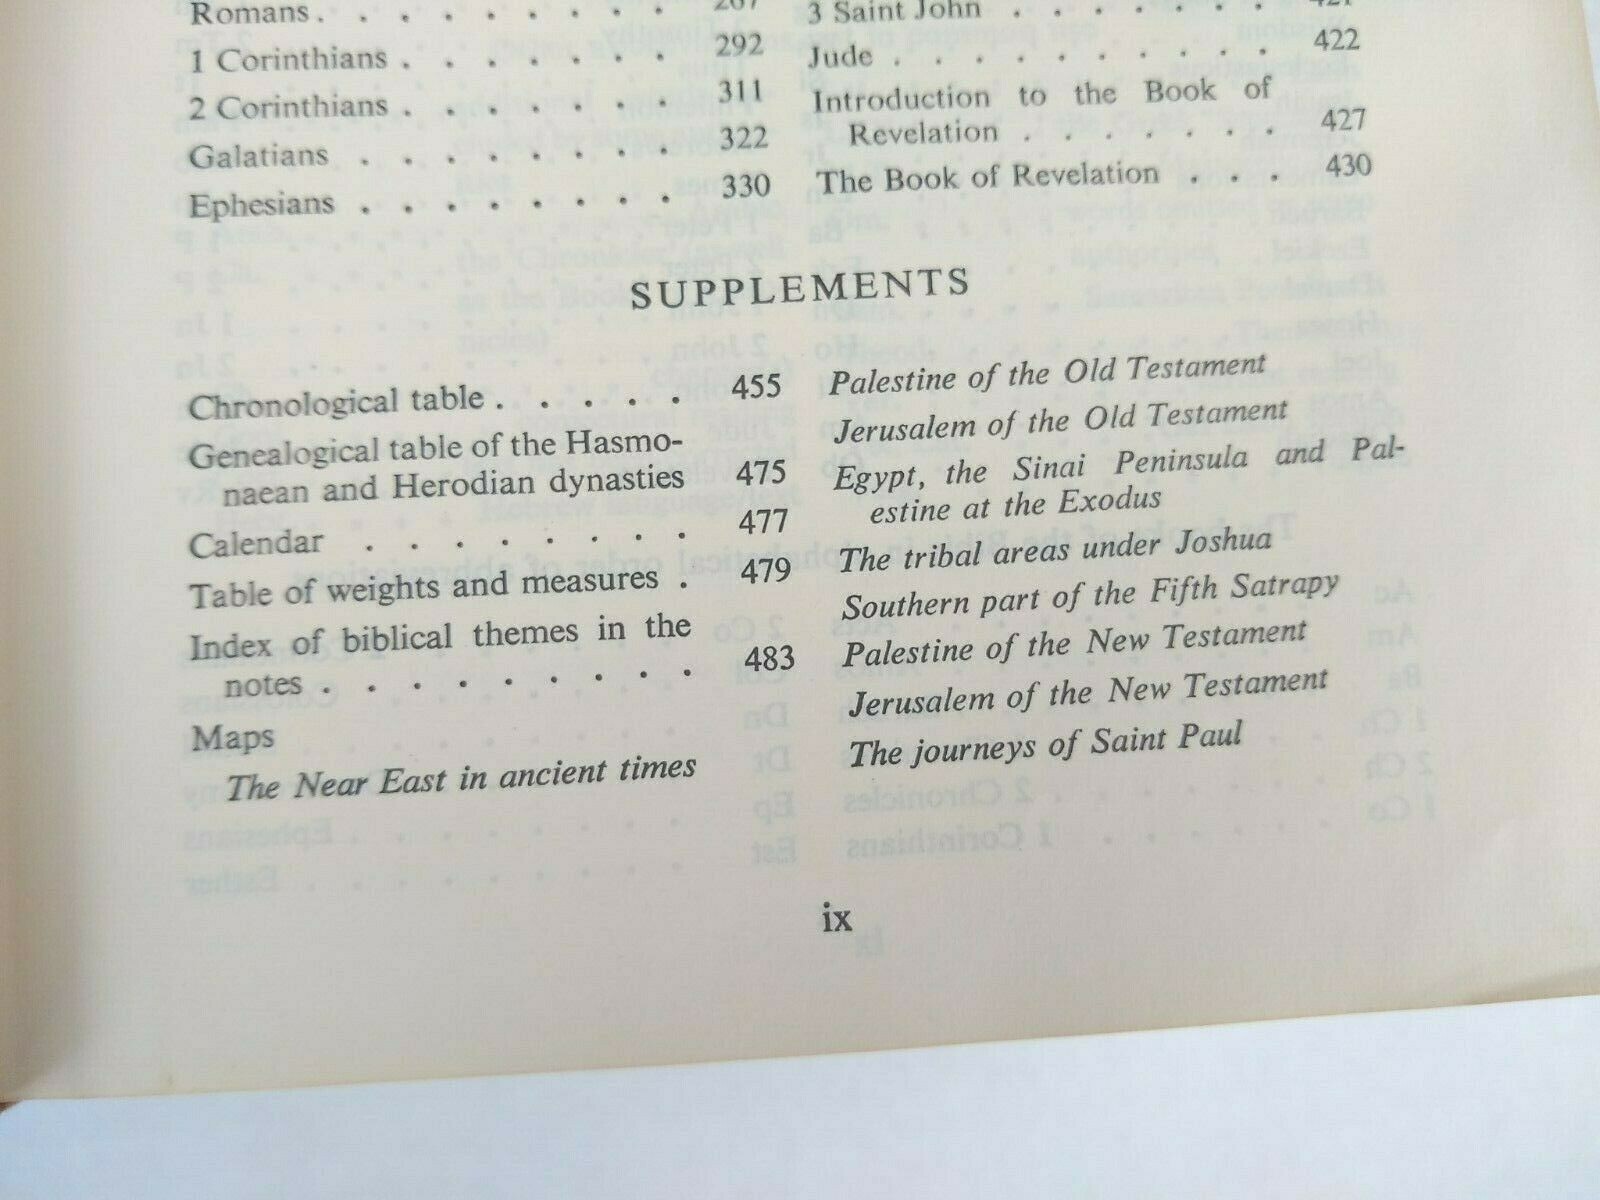 Romans . . . . . . . . 267
1 Corinthians . . . . . . . 292
2 Corinthians . . . . . . . 311
Galatians . . . . . . . . 322
Ephesians . . . . . . . . 330
3 Saint John . . . . . . . 421
Jude . . . . . . . . . 422
Introduction to the Book of
Revelation . . . . . . . 427
The Book of Revelation . . . 430
SUPPLEMENTS
Chronological table . . . . . 455
Genealogical table of the Hasmo-
naean and Herodian dynasties 475
Calendar . . . . . . . . 477
Table of weights and measures . 479
Index of biblical themes in the
notes . . . . . . . . . 483
Maps
The Near East in ancient times
Palestine of the Old Testament
Jerusalem of the Old Testament
Egypt, the Sinai Peninsula and Pal-
estine at the Exodus
The tribal areas under Joshua
Southern part of the Fifth Satrapy
Palestine of the New Testament
Jerusalem of the New Testament
The journeys of Saint Paul
ix